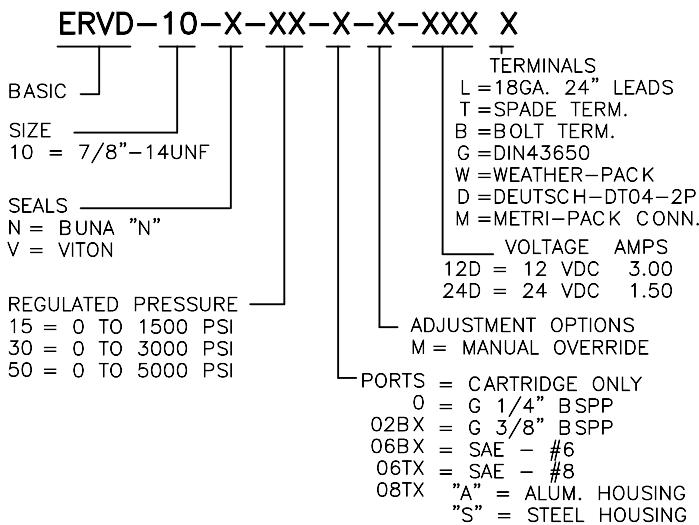 ERVD-10-X-XX-X-X-XXX X
BASIC
SIZE
10 = 7/8"-14UNF
SEALS
N = BUNA "N"
V = VITON
REGULATED PRESSURE
15 = 0 TO 1500 PSI
30 = 0 TO 3000 PSI
50 = 0 TO 5000 PSI
TERMINALS
L =18GA. 24" LEADS
T =SPADE TERM.
B =BOLT TERM.
G =DIN43650
W =WEATHER-PACK
D =DEUTSCH-DT04-2P
M =METRI-PACK CONN.
VOLTAGE AMPS
12D = 12 VDC 3.00
24D = 24 VDC 1.50
ADJUSTMENT OPTIONS
M = MANUAL OVERRIDE
PORTS = CARTRIDGE ONLY
0 = G 1/4" BSPP
02BX = G 3/8" BSPP
06BX = SAE - #6
06TX = SAE - #8
08TX "A" = ALUM. HOUSING
"S" = STEEL HOUSING